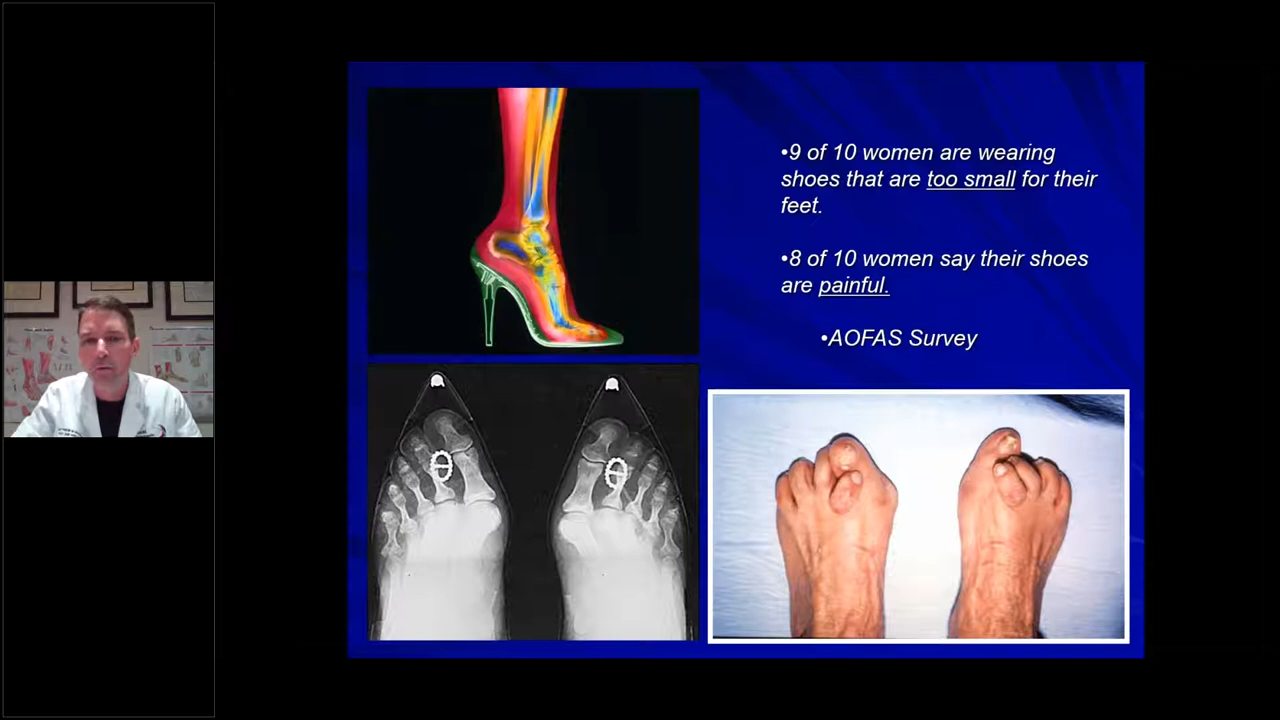 •9 of 10 women are wearing
shoes that are too small for their
feet.
•8 of 10 women say their shoes
are painful.
•AOFAS Survey